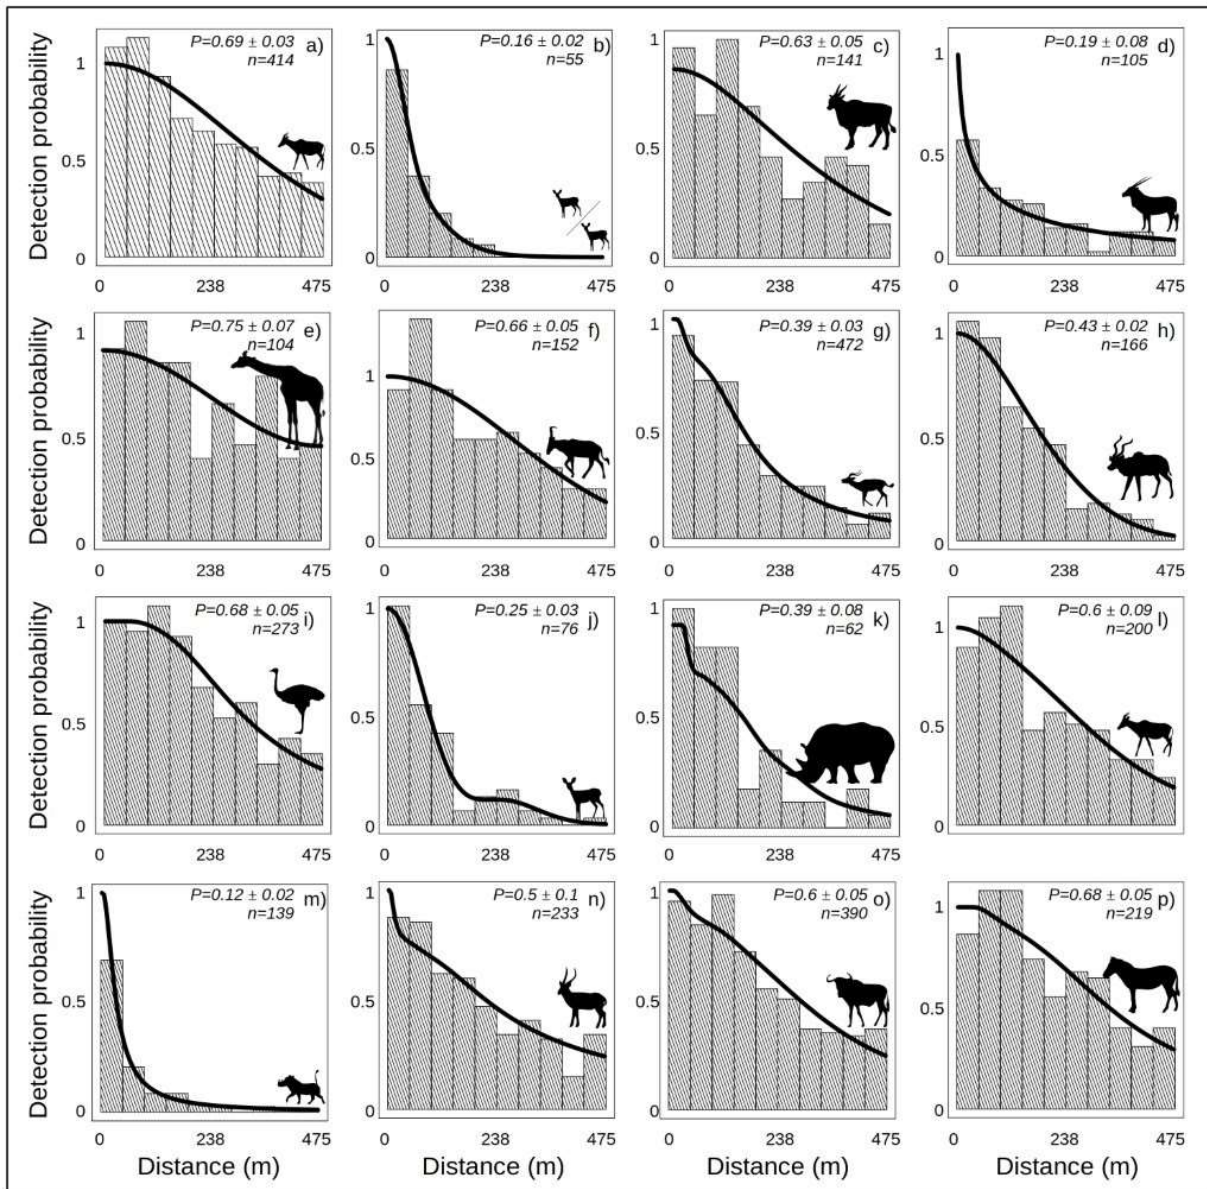 Detection probability
P=0.69 ± 0.03 a)
n=414
1
0.5
0
0 238 475
P=0.16 ± 0.02 b)
n=55
1
0.5
0
0 238 475
P=0.63 ± 0.05 c)
n=141
1
0.5
0
0 238 475
P=0.19 ± 0.08 d)
n=105
1
0.5
0
0 238 475
Detection probability
P=0.75 ± 0.07 e)
n=104
1
0.5
0
0 238 475
P=0.66 ± 0.05 f)
n=152
1
0.5
0
0 238 475
P=0.39 ± 0.03 g)
n=472
1
0.5
0
0 238 475
P=0.43 ± 0.02 h)
n=166
1
0.5
0
0 238 475
Detection probability
P=0.68 ± 0.05 i)
n=273
1
0.5
0
0 238 475
P=0.25 ± 0.03 j)
n=76
1
0.5
0
0 238 475
P=0.39 ± 0.08 k)
n=62
1
0.5
0
0 238 475
P=0.6 ± 0.09 l)
n=200
1
0.5
0
0 238 475
Detection probability
P=0.12 ± 0.02 m)
n=139
1
0.5
0
0 238 475
Distance (m)
P=0.5 ± 0.1 n)
n=233
1
0.5
0
0 238 475
Distance (m)
P=0.6 ± 0.05 o)
n=390
1
0.5
0
0 238 475
Distance (m)
P=0.68 ± 0.05 p)
n=219
1
0.5
0
0 238 475
Distance (m)